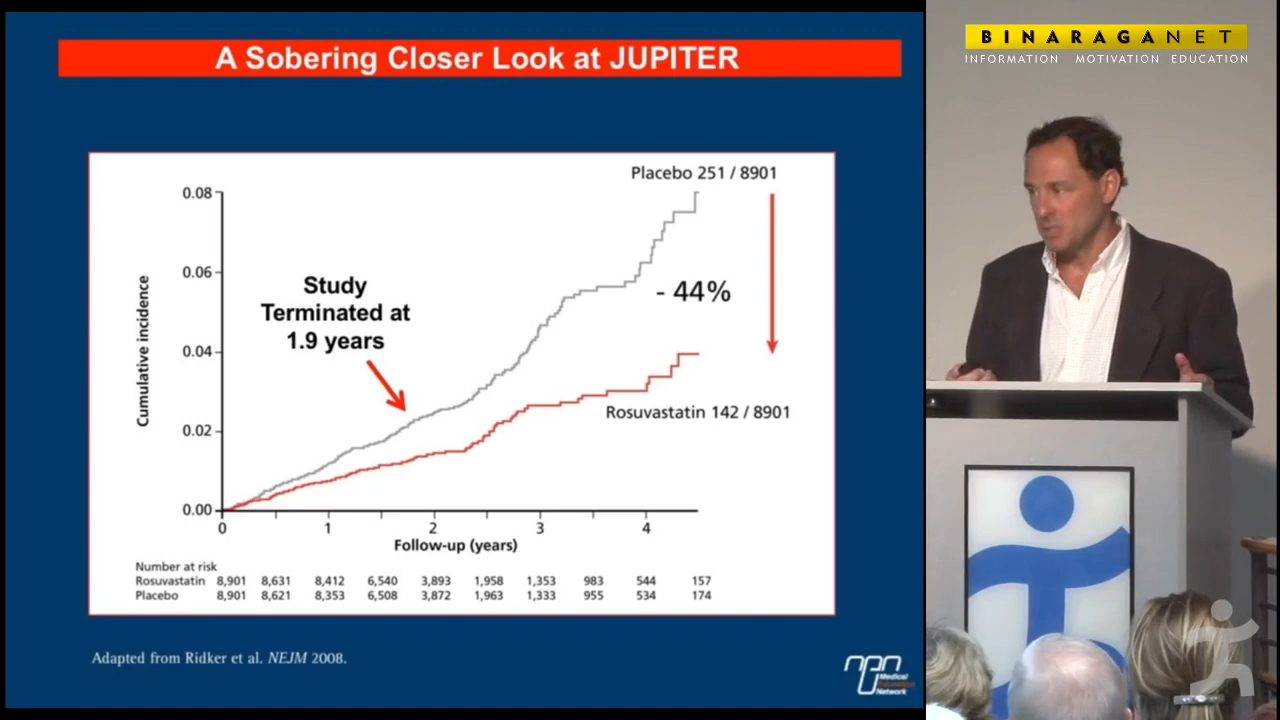 A Sobering Closer Look at JUPITER
Placebo 251 / 8901
0.08
0.06
0.04
0.02
0.00
Cumulative incidence
Study
Terminated at
1.9 years
- 44%
Rosuvastatin 142 / 8901
0 1 2 3 4
Follow-up (years)
Number at risk
Rosuvastatin 8,901 8,631 8,412 6,540 3,893 1,958 1,353 983 544 157
Placebo 8,901 8,621 8,353 6,508 3,872 1,963 1,333 955 534 174
Adapted from Ridker et al. NEJM 2008.
Medical
Education
Network
BINARAGANET
INFORMATION MOTIVATION EDUCATION